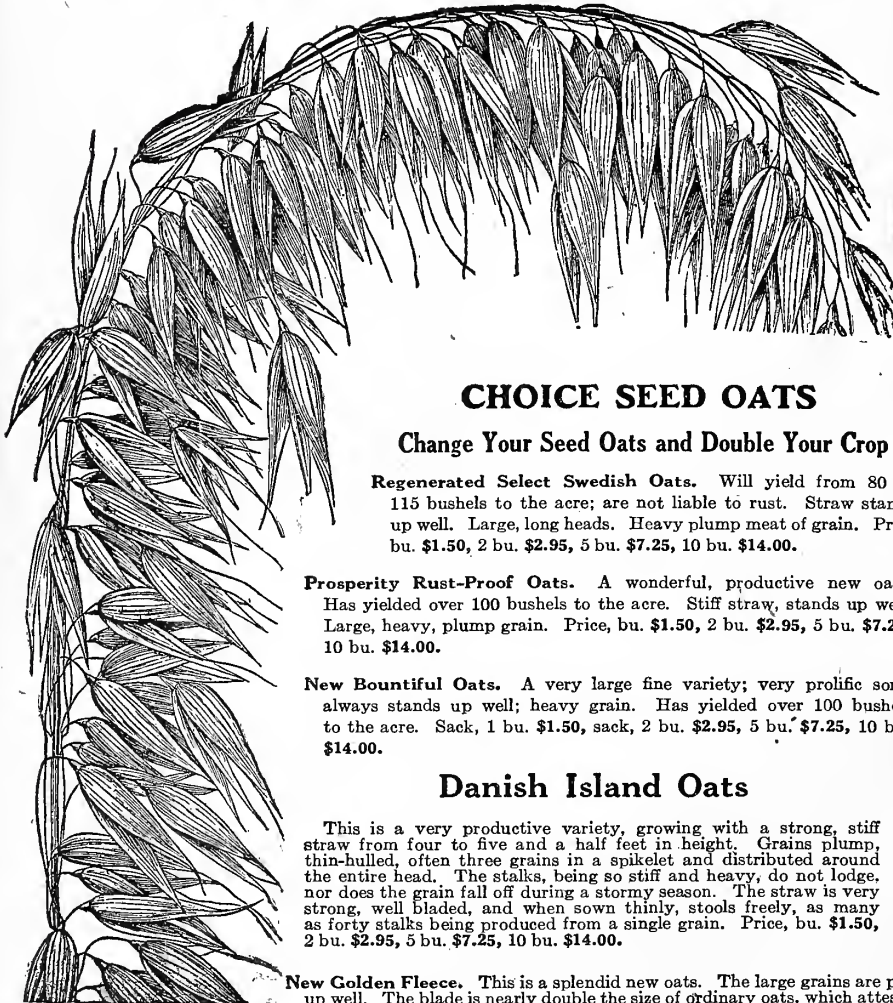 CHOICE SEED OATS
Change Your Seed Oats and Double Your Crop
Regenerated Select Swedish Oats. Will yield from 80
115 bushels to the acre; are not liable to rust. Straw
up well. Large, long heads. Heavy plump meat of grain.
bu. $1.50, 2 bu. $2.95, 5 bu. $7.25, 10 bu. $14.00.
Prosperity Rust-Proof Oats. A wonderful, productive new
Has yielded over 100 bushels to the acre. Stiff straw, stands up
Large, heavy, plump grain. Price, bu. $1.50, 2 bu. $2.95, 5 bu.
10 bu. $14.00.
New Bountiful Oats. A very large fine variety; very prolific
always stands up well; heavy grain. Has yielded over 100
to the acre. Sack, 1 bu. $1.50, sack, 2 bu. $2.95, 5 bu. $7.25, 10
$14.00.
Danish Island Oats
This is a very productive variety, growing with a strong, stiff
straw from four to five and a half feet in height. Grains plump,
thin-hulled, often three grains in a spikelet and distributed around
the entire head. The stalks, being so stiff and heavy, do not lodge,
nor does the grain fall off during a stormy season. The straw is very
strong, well bladed, and when sown thinly, stools freely, as many
as forty stalks being produced from a single grain. Price, bu. $1.50,
2 bu. $2.95, 5 bu. $7.25, 10 bu. $14.00.
New Golden Fleece. This is a splendid new oats. The large grains are
up well. The blade is nearly double the size of ordinary oats, which